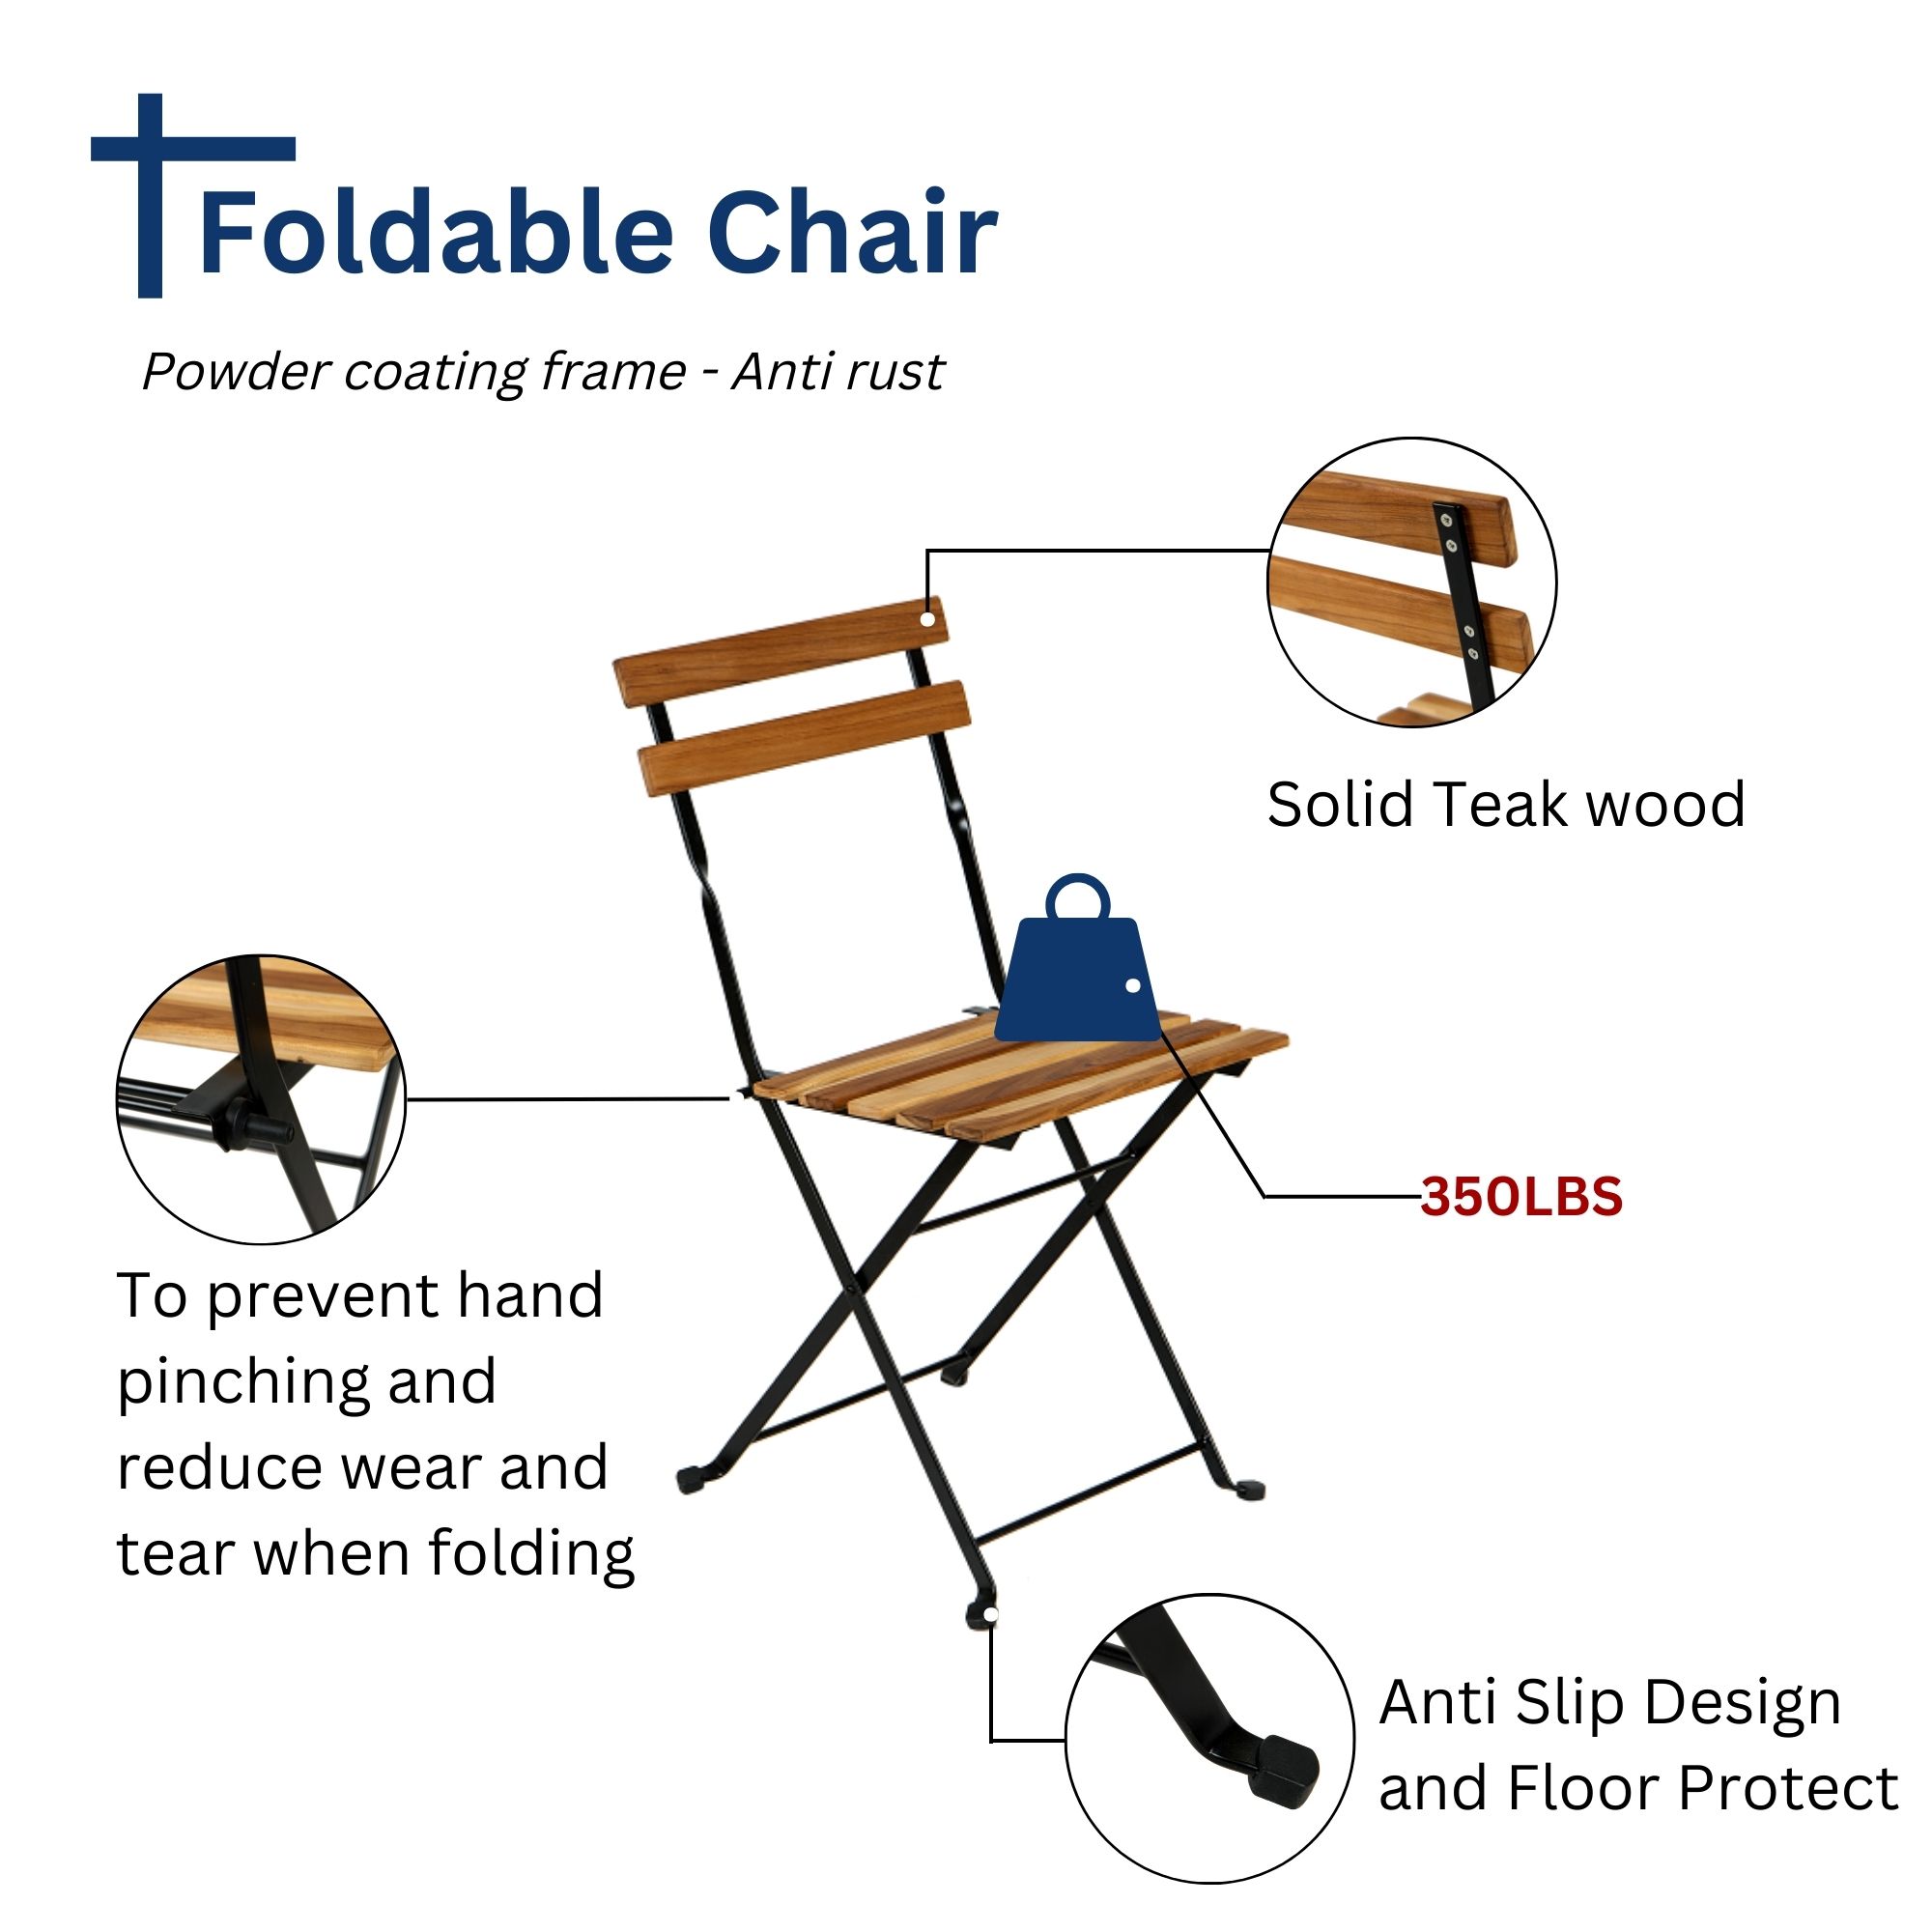 Foldable Chair
Powder coating frame - Anti rust
Solid Teak wood
350LBS
To prevent hand
pinching and
reduce wear and
tear when folding
Anti Slip Design
and Floor Protect